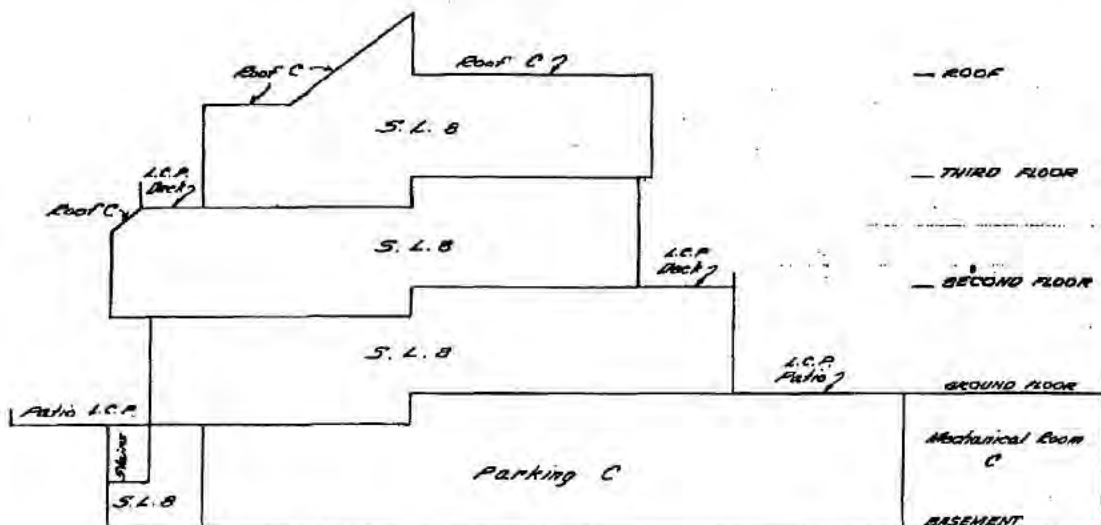 Roof C
Roof C
ROOF
S.L.8
L.C.P.
Deck
THIRD FLOOR
Roof C
S.L.8
L.C.P.
Deck
SECOND FLOOR
S.L.8
L.C.P.
Patio
GROUND FLOOR
Patio L.C.P.
Stairs
Mechanical Room
C
Parking C
S.L.8
BASEMENT